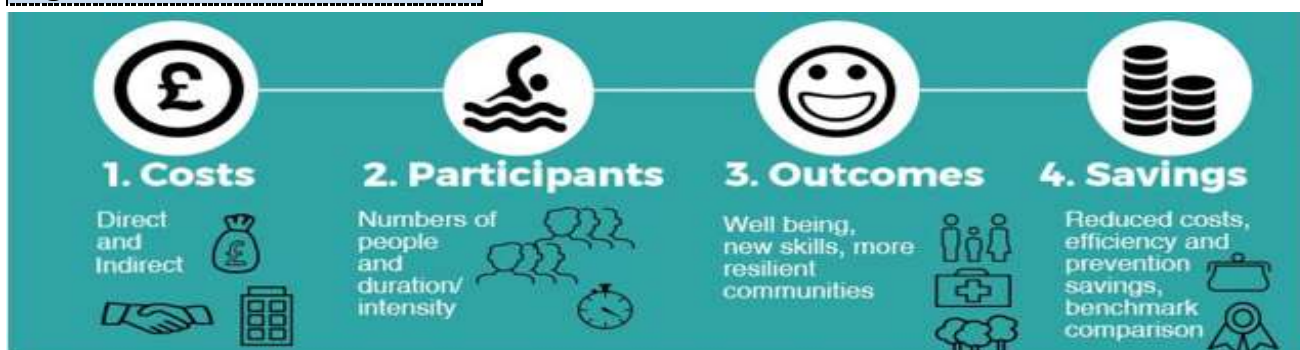 1. Costs
Direct
and
Indirect
2. Participants
Numbers of
people
and
duration/
intensity
3. Outcomes
Well being,
new skills, more
resilient
communities
4. Savings
Reduced costs,
efficiency and
prevention
savings,
benchmark
comparison